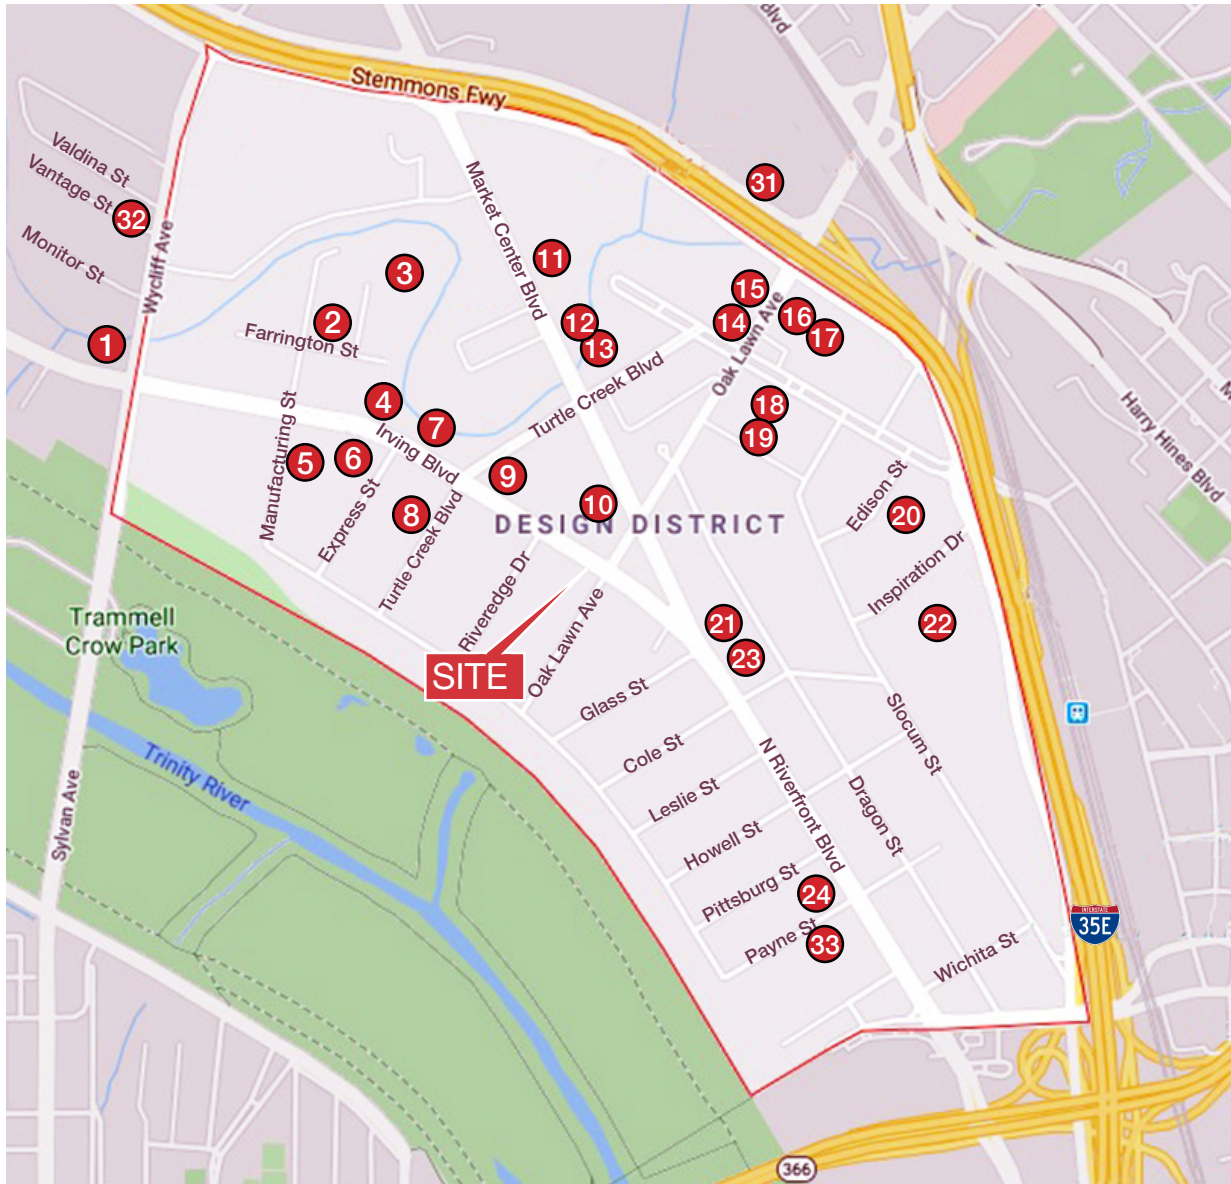 Blvd
Stemmons Fwy
Valdina St
Vantage St
Monitor St
Wycliff Ave
32
31
Market Center Blvd
3
11
15
2
12
13
14
16
17
1
Farrington St
Oak Lawn Ave
Turtle Creek Blvd
Harry Hines Blvd
M
4
18
7
19
Irving Blvd
Manufacturing St
5
6
9
Express St
8
Turtle Creek Blvd
10
DESIGN DISTRICT
Edison St
20
Inspiration Dr
Riveredge Dr
Oak Lawn Ave
21
22
23
Trammell
Crow Park
SITE
Glass St
Slocum St
Cole St
Trinity River
Sylvan Ave
Leslie St
N Riverfront Blvd
Dragon St
Howell St
Pittsburg St
24
Payne St
33
Wichita St
INTERSTATE
35E
366